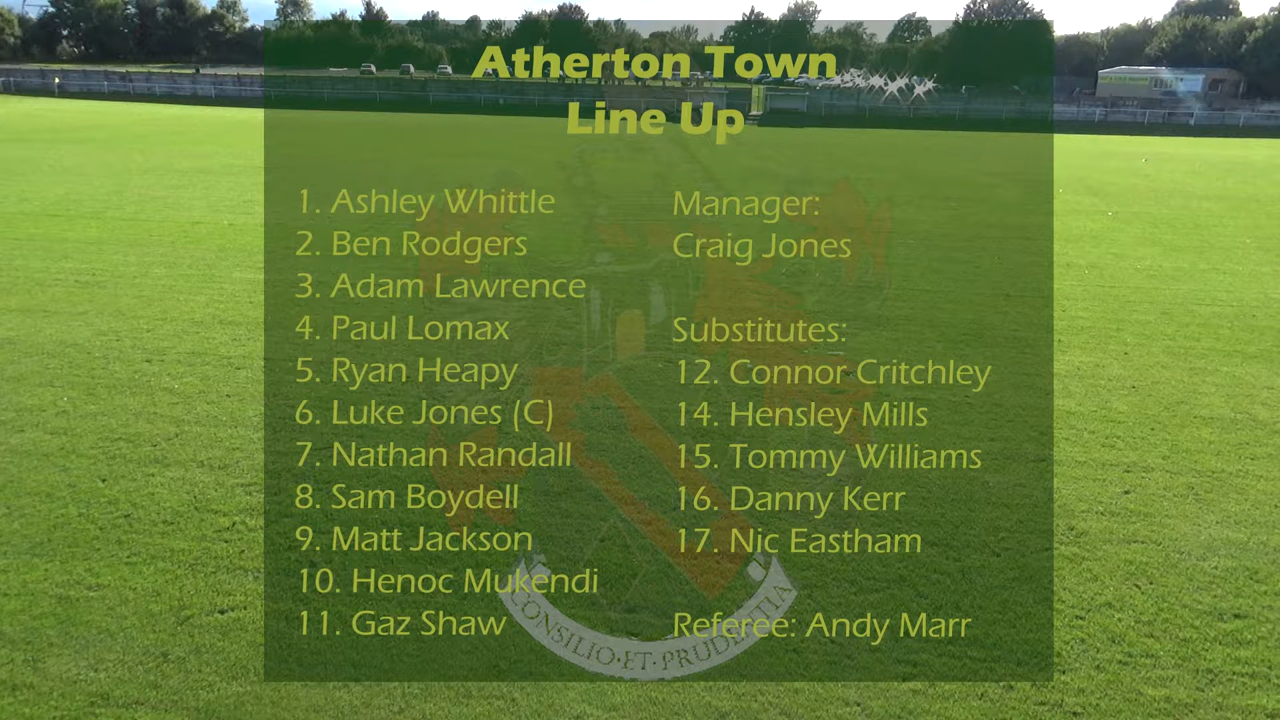 Atherton Town
Line Up
1. Ashley Whittle
2. Ben Rodgers
3. Adam Lawrence
4. Paul Lomax
5. Ryan Heapy
6. Luke Jones (C)
7. Nathan Randall
8. Sam Boydell
9. Matt Jackson
10. Henoc Mukendi
11. Gaz Shaw
Manager:
Craig Jones
Substitutes:
12. Connor Critchley
14. Hensley Mills
15. Tommy Williams
16. Danny Kerr
17. Nic Eastham
Referee: Andy Marr
CONSILIO·ET·PRUDENTIA